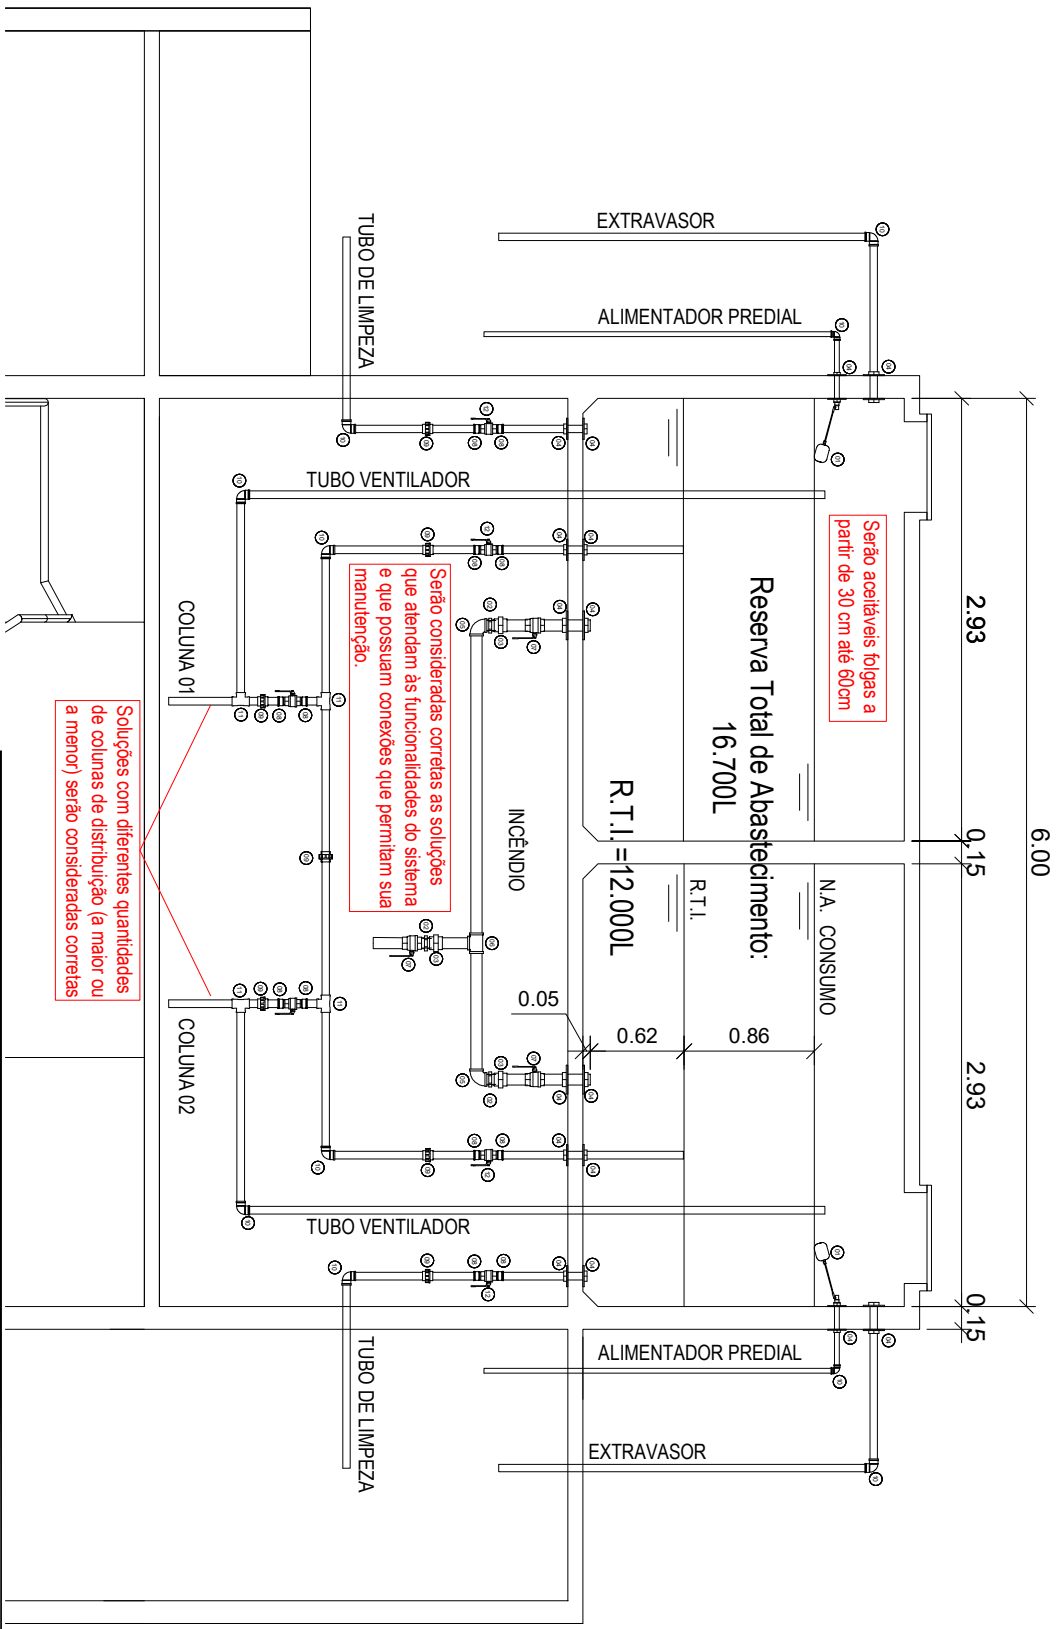 6.00
2.93
0,15
2.93
0,15
EXTRAVASOR
ALIMENTADOR PREDIAL
TUBO DE LIMPEZA
TUBO VENTILADOR
Serão aceitáveis folgas a
partir de 30 cm até 60cm
Reserva Total de Abastecimento:
16.700L
R.T.I.=12.000L
N.A. CONSUMO
R.T.I.
0.86
0.62
0.05
INCÊNDIO
Serão consideradas corretas as soluções
que atendam às funcionalidades do sistema
e que possuam conexões que permitam sua
manutenção.
COLUNA 01
COLUNA 02
Soluções com diferentes quantidades
de colunas de distribuição (a maior ou
a menor) serão consideradas corretas
TUBO VENTILADOR
TUBO DE LIMPEZA
ALIMENTADOR PREDIAL
EXTRAVASOR